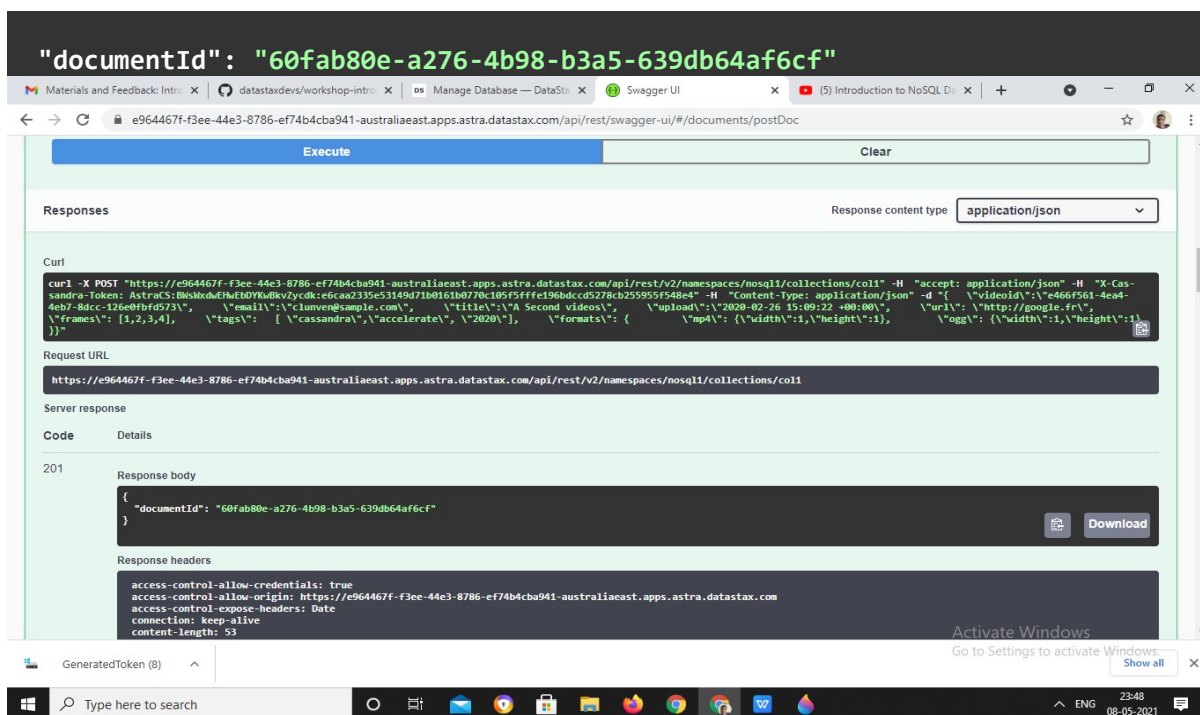 "documentId": "60fab80e-a276-4b98-b3a5-639db64af6cf"
Materials and Feedback: Intro
datastaxdevs/workshop-intro
DS Manage Database — DataSta
Swagger UI
(5) Introduction to NoSQL Da
e964467f-f3ee-44e3-8786-ef74b4cba941-australiaeast.apps.astra.datastax.com/api/rest/swagger-ui/#/documents/postDoc
Execute
Clear
Responses
Response content type
application/json
Curl
curl -X POST "https://e964467f-f3ee-44e3-8786-ef74b4cba941-australiaeast.apps.astra.datastax.com/api/rest/v2/namespaces/nosql1/collections/col1" -H "accept: application/json" -H "X-Cas-
sandra-Token: -H "Content-Type: application/json" -d "{ \"videoid\":\"e466f561-4ea4-
4eb7-8dcc-126e0fbfd573\", \"email\":\"clunven@sample.com\", \"title\":\"A Second videos\", \"upload\":\"2020-02-26 15:09:22 +00:00\", \"url\": \"http://google.fr\",
\"frames\": [1,2,3,4], \"tags\": [ \"cassandra\",\"accelerate\", \"2020\"], \"formats\": { \"mp4\": {\"width\":1,\"height\":1}, \"ogg\": {\"width\":1,\"height\":1}
}}"
Request URL
https://e964467f-f3ee-44e3-8786-ef74b4cba941-australiaeast.apps.astra.datastax.com/api/rest/v2/namespaces/nosql1/collections/col1
Server response
Code
Details
201
Response body
{
"documentId": "60fab80e-a276-4b98-b3a5-639db64af6cf"
}
Download
Response headers
access-control-allow-credentials: true
access-control-allow-origin: https://e964467f-f3ee-44e3-8786-ef74b4cba941-australiaeast.apps.astra.datastax.com
access-control-expose-headers: Date
connection: keep-alive
content-length: 53
Activate Windows
Go to Settings to activate Windows.
GeneratedToken (8)
Show all
Type here to search
ENG
23:48
08-05-2021